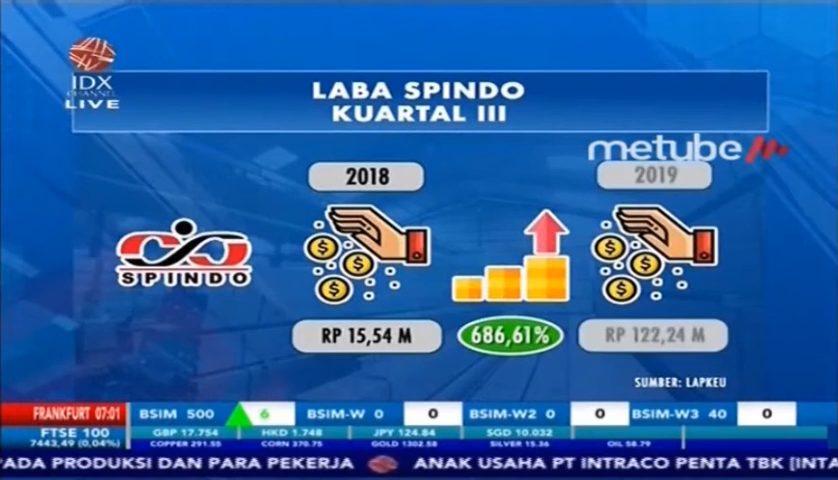 IDX
CHANNEL
LIVE
LABA SPINDO
KUARTAL III
metube
2018
2019
SPINDO
RP 15,54 M
686,61%
RP 122,24 M
SUMBER: LAPKEU
FRANKFURT 07:01
BSIM 500 6 BSIM-W 0 0 BSIM-W2 0 0 BSIM-W3 40 0
FTSE 100
7443,49 (0,04%)
GBP 17.754 HKD 1.748 JPY 124.84 SGD 10.032
COPPER 291.55 CORN 370.75 GOLD 1302.58 SILVER 15.36 OIL 58.79
PADA PRODUKSI DAN PARA PEKERJA ANAK USAHA PT INTRACO PENTA TBK [INTA